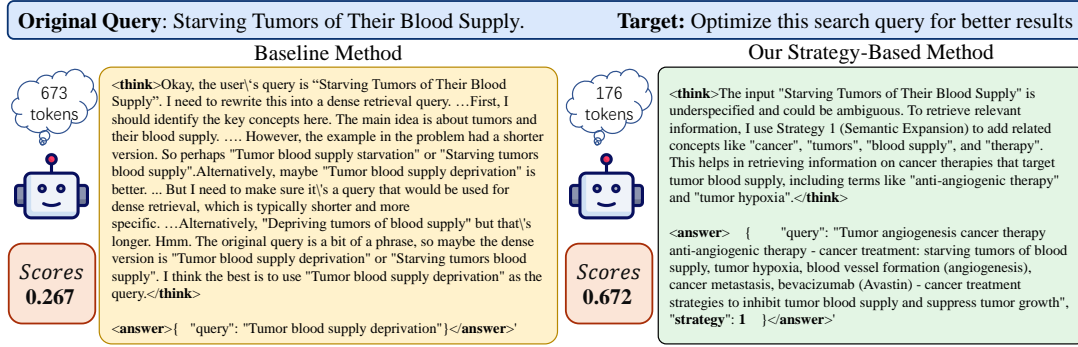 Original Query: Starving Tumors of Their Blood Supply. Target: Optimize this search query for better results
Baseline Method
673
tokens
Scores
0.267
<think>Okay, the user\‘s query is “Starving Tumors of Their Blood
Supply”. I need to rewrite this into a dense retrieval query. …First, I
should identify the key concepts here. The main idea is about tumors and
their blood supply. …. However, the example in the problem had a shorter
version. So perhaps "Tumor blood supply starvation" or "Starving tumors
blood supply".Alternatively, maybe "Tumor blood supply deprivation" is
better. ... But I need to make sure it\'s a query that would be used for
dense retrieval, which is typically shorter and more
specific. …Alternatively, "Depriving tumors of blood supply" but that\'s
longer. Hmm. The original query is a bit of a phrase, so maybe the dense
version is "Tumor blood supply deprivation" or "Starving tumors blood
supply". I think the best is to use "Tumor blood supply deprivation" as the
query.</think>
<answer>{ "query": "Tumor blood supply deprivation"}</answer>'
Our Strategy-Based Method
176
tokens
Scores
0.672
<think>The input "Starving Tumors of Their Blood Supply" is
underspecified and could be ambiguous. To retrieve relevant
information, I use Strategy 1 (Semantic Expansion) to add related
concepts like "cancer", "tumors", "blood supply", and "therapy".
This helps in retrieving information on cancer therapies that target
tumor blood supply, including terms like "anti-angiogenic therapy"
and "tumor hypoxia".</think>
<answer> { "query": "Tumor angiogenesis cancer therapy
anti-angiogenic therapy - cancer treatment: starving tumors of blood
supply, tumor hypoxia, blood vessel formation (angiogenesis),
cancer metastasis, bevacizumab (Avastin) - cancer treatment
strategies to inhibit tumor blood supply and suppress tumor growth",
"strategy": 1 }</answer>'